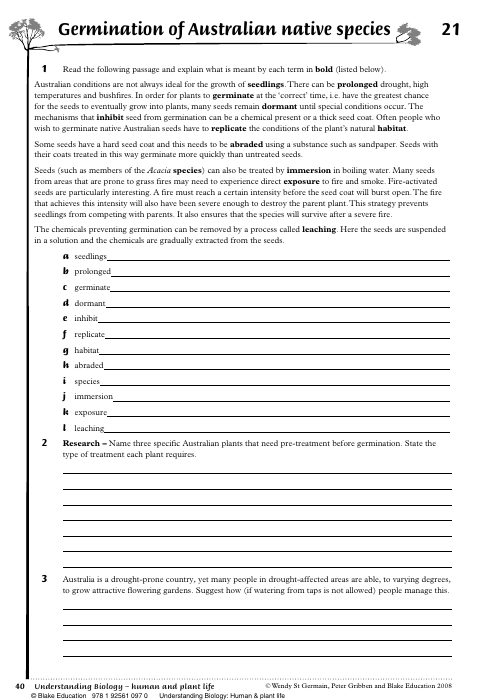 Germination of Australian native species 21
1 Read the following passage and explain what is meant by each term in bold (listed below).
Australian conditions are not always ideal for the growth of seedlings. There can be prolonged drought, high
temperatures and bushfires. In order for plants to germinate at the 'correct' time, i.e. have the greatest chance
for the seeds to eventually grow into plants, many seeds remain dormant until special conditions occur. The
mechanisms that inhibit seed from germination can be a chemical present or a thick seed coat. Often people who
wish to germinate native Australian seeds have to replicate the conditions of the plant's natural habitat.
Some seeds have a hard seed coat and this needs to be abraded using a substance such as sandpaper. Seeds with
their coats treated in this way germinate more quickly than untreated seeds.
Seeds (such as members of the Acacia species) can also be treated by immersion in boiling water. Many seeds
from areas that are prone to grass fires may need to experience direct exposure to fire and smoke. Fire-activated
seeds are particularly interesting. A fire must reach a certain intensity before the seed coat will burst open. The fire
that achieves this intensity will also have been severe enough to destroy the parent plant. This strategy prevents
seedlings from competing with parents. It also ensures that the species will survive after a severe fire.
The chemicals preventing germination can be removed by a process called leaching. Here the seeds are suspended
in a solution and the chemicals are gradually extracted from the seeds.
a seedlings
b prolonged
c germinate
d dormant
e inhibit
f replicate
g habitat
h abraded
i species
j immersion
k exposure
l leaching
2 Research – Name three specific Australian plants that need pre-treatment before germination. State the
type of treatment each plant requires.
3 Australia is a drought-prone country, yet many people in drought-affected areas are able, to varying degrees,
to grow attractive flowering gardens. Suggest how (if watering from taps is not allowed) people manage this.
40 Understanding Biology – human and plant life © Wendy St Germain, Peter Gribben and Blake Education 2008
© Blake Education 978 1 92561 097 0 Understanding Biology: Human & plant life